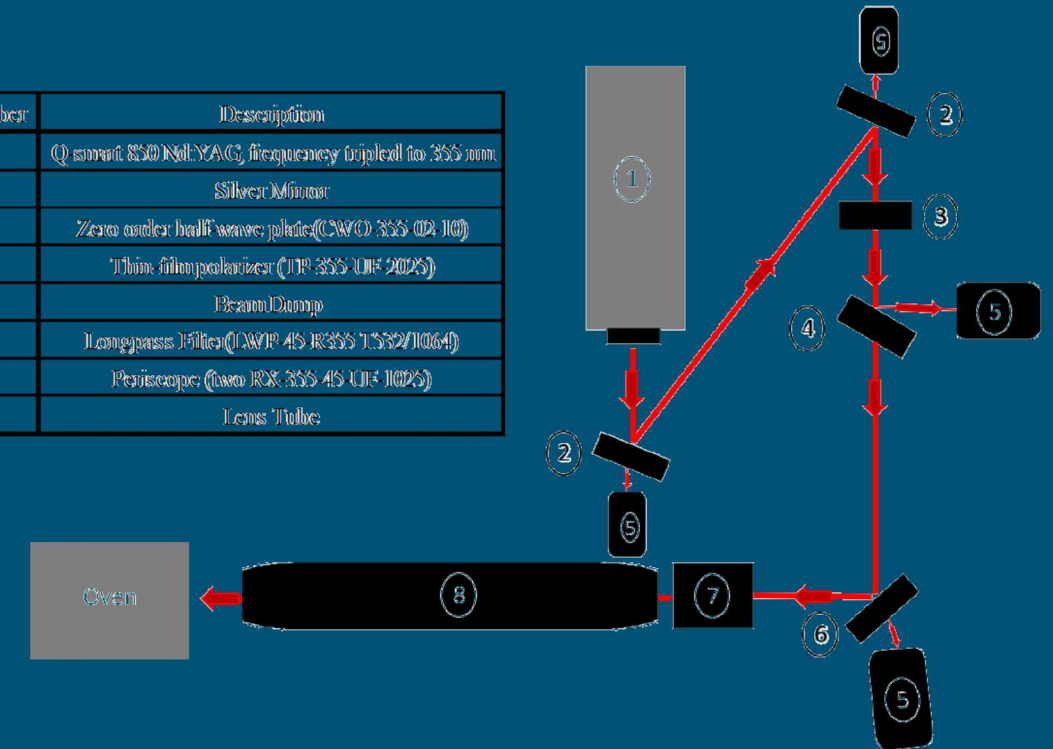 ber Description
Q smart 850 Nd:YAG, frequency tripled to 355 nm
Silver Mirror
Zero order half wave plate(CWO-355-02-10)
Thin-film polarizer (TP-355-UF-2025)
Beam Dump
Longpass Filter(LWP-45-R355 T532/1064)
Periscope (two RX-355-45-UF-1025)
Lens Tube
5
2
1
3
4
5
2
5
Oven
8
7
6
5